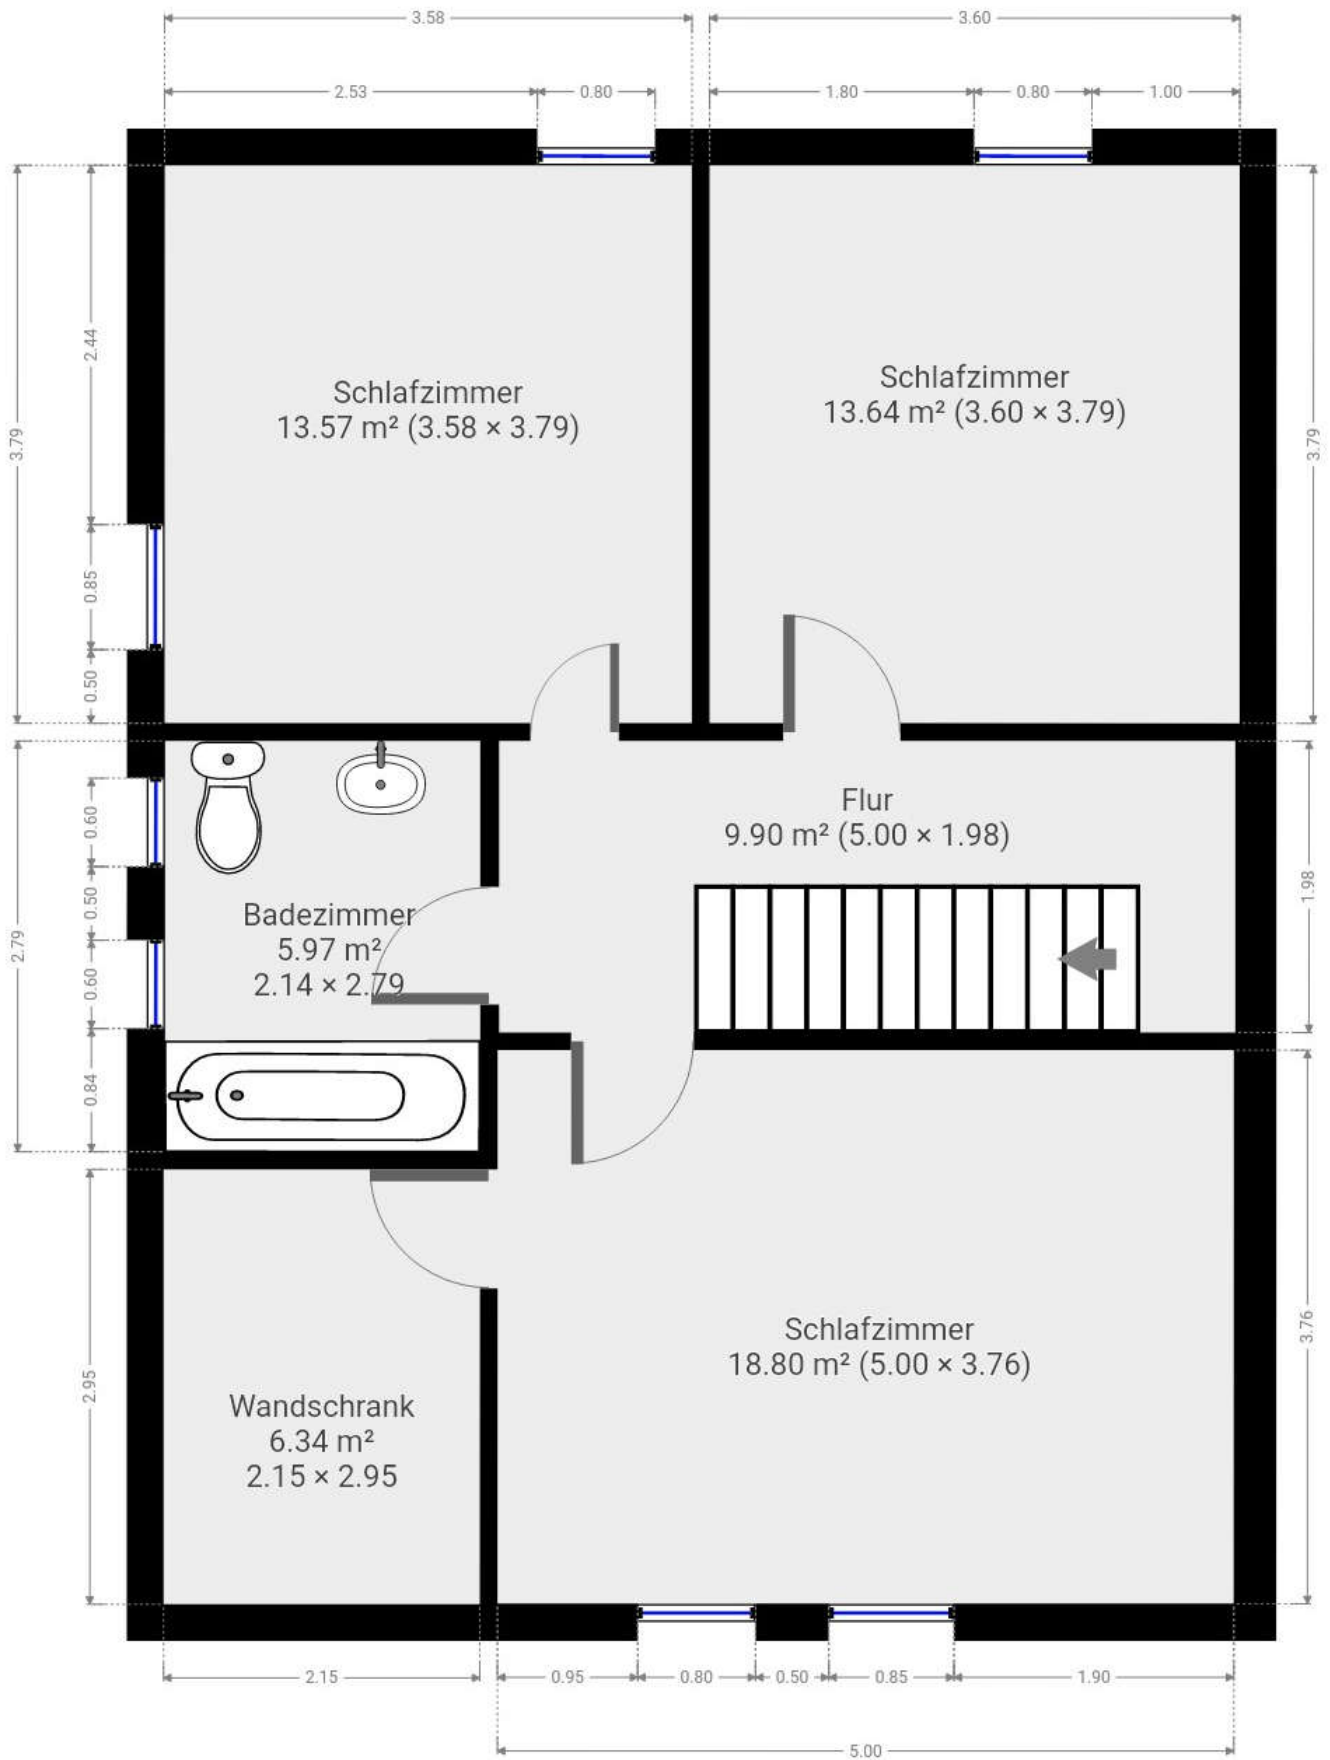 3.58
3.60
2.53
0.80
1.80
0.80
1.00
2.44
3.79
3.79
Schlafzimmer
13.57 m² (3.58 × 3.79)
Schlafzimmer
13.64 m² (3.60 × 3.79)
0.85
0.50
0.60
Flur
9.90 m² (5.00 × 1.98)
0.50
1.98
2.79
Badezimmer
5.97 m²
2.14 × 2.79
0.60
0.84
Schlafzimmer
18.80 m² (5.00 × 3.76)
3.76
2.95
Wandschrank
6.34 m²
2.15 × 2.95
2.15
0.95
0.80
0.50
0.85
1.90
5.00